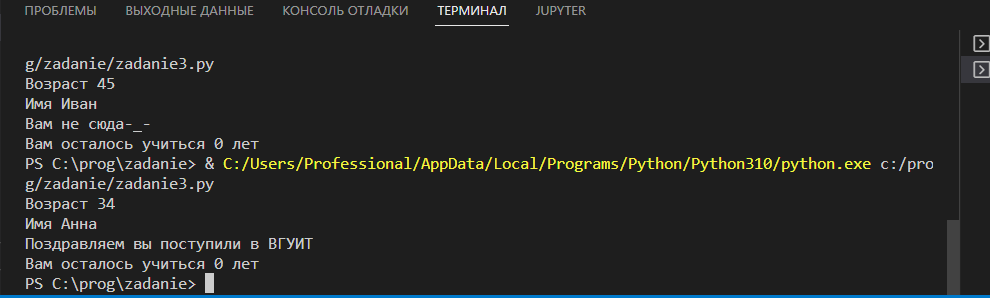 ПРОБЛЕМЫ ВЫХОДНЫЕ ДАННЫЕ КОНСОЛЬ ОТЛАДКИ ТЕРМИНАЛ JUPYTER
g/zadanie/zadanie3.py
Возраст 45
Имя Иван
Вам не сюда-_-
Вам осталось учиться 0 лет
PS C:\prog\zadanie> & C:/Users/Professional/AppData/Local/Programs/Python/Python310/python.exe c:/pro
g/zadanie/zadanie3.py
Возраст 34
Имя Анна
Поздравляем вы поступили в ВГУИТ
Вам осталось учиться 0 лет
PS C:\prog\zadanie>